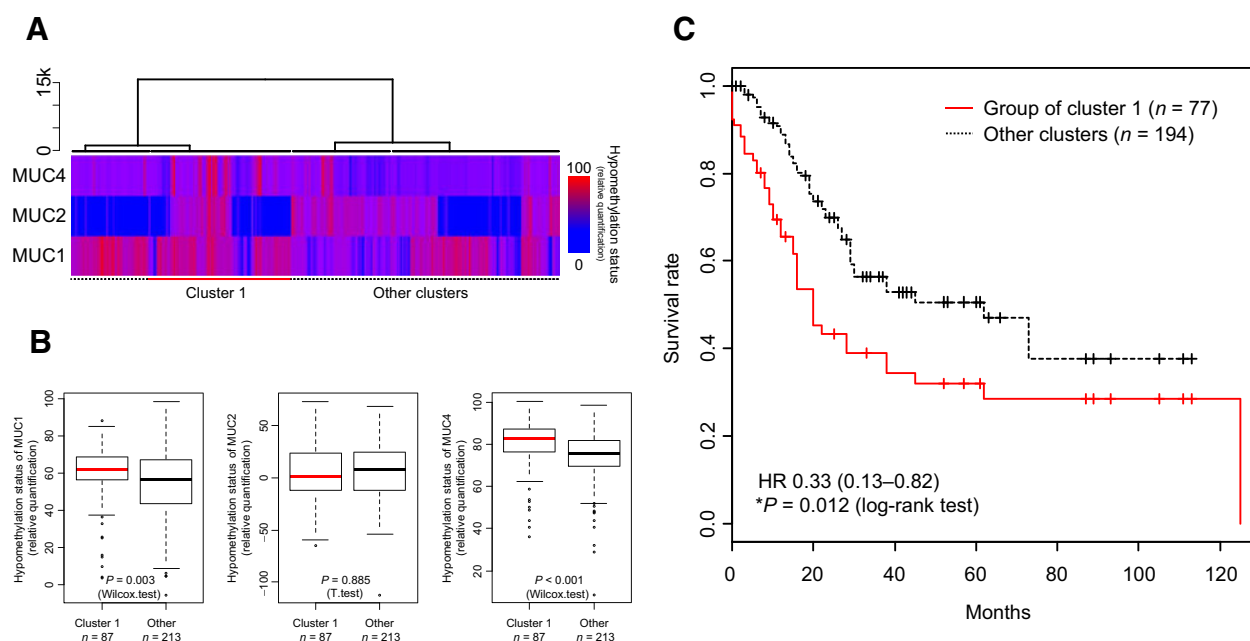 A
15k
0
MUC4
MUC2
MUC1
Cluster 1
Other clusters
100
0
Hypomethylation status
(relative quantification)
B
Hypomethylation status of MUC1
(relative quantification)
100
80
60
40
20
0
P = 0.003
(Wilcox.test)
Cluster 1
n = 87
Other
n = 213
Hypomethylation status of MUC2
(relative quantification)
50
0
−50
−100
P = 0.885
(T.test)
Cluster 1
n = 87
Other
n = 213
Hypomethylation status of MUC4
(relative quantification)
100
80
60
40
20
P < 0.001
(Wilcox.test)
Cluster 1
n = 87
Other
n = 213
C
Survival rate
1.0
0.8
0.6
0.4
0.2
0.0
Group of cluster 1 (n = 77)
Other clusters (n = 194)
HR 0.33 (0.13–0.82)
*P = 0.012 (log-rank test)
0 20 40 60 80 100 120
Months